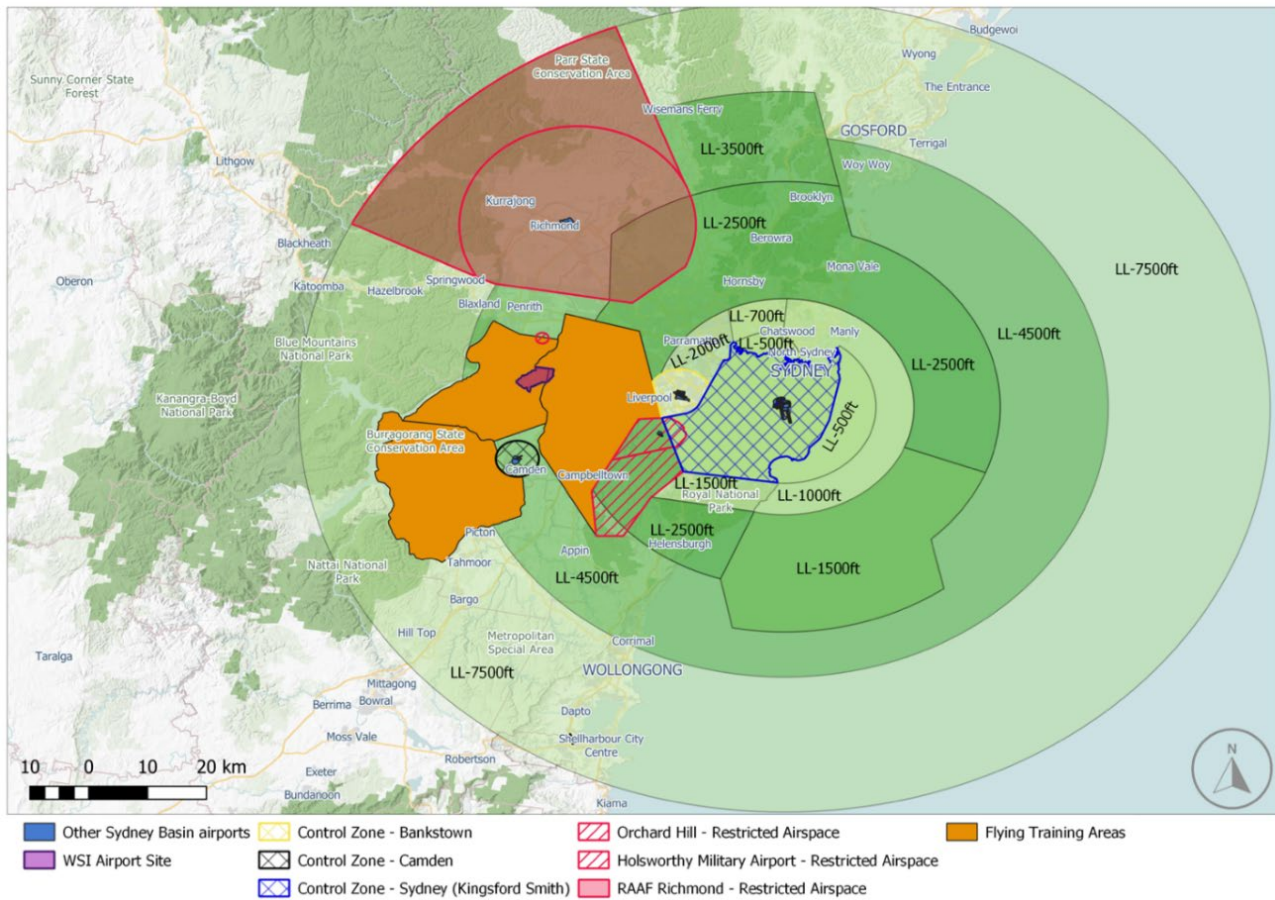 Budgewoi
Wyong
Parr State
Conservation Area
Sunny Corner State
Forest
The Entrance
Wisemans Ferry
GOSFORD
Terrigal
LL-3500ft
Lithgow
Woy Woy
Kurrajong
Brooklyn
Richmond
LL-2500ft
Berowra
Blackheath
Mona Vale
LL-7500ft
Oberon
Katoomba
Hazelbrook
Springwood
Hornsby
Blaxland
Penrith
LL-700ft
LL-4500ft
Chatswood
Manly
Blue Mountains
National Park
Parramatta
LL-2000ft
LL-500ft
North Sydney
SYDNEY
LL-2500ft
Kanangra-Boyd
National Park
Liverpool
LL-500ft
Burragorang State
Conservation Area
Camden
Campbelltown
LL-1500ft
Royal National
Park
LL-1000ft
Picton
LL-2500ft
Helensburgh
Nattai National
Park
Appin
Tahmoor
LL-4500ft
LL-1500ft
Bargo
Hill Top
Metropolitan
Special Area
Corrimal
Taralga
LL-7500ft
WOLLONGONG
Mittagong
Berrima
Bowral
Dapto
Moss Vale
Shellharbour City
Centre
Robertson
Exeter
Bundanoon
Kiama
10 0 10 20 km
N
Other Sydney Basin airports
WSI Airport Site
Control Zone - Bankstown
Control Zone - Camden
Control Zone - Sydney (Kingsford Smith)
Orchard Hill - Restricted Airspace
Holsworthy Military Airport - Restricted Airspace
RAAF Richmond - Restricted Airspace
Flying Training Areas